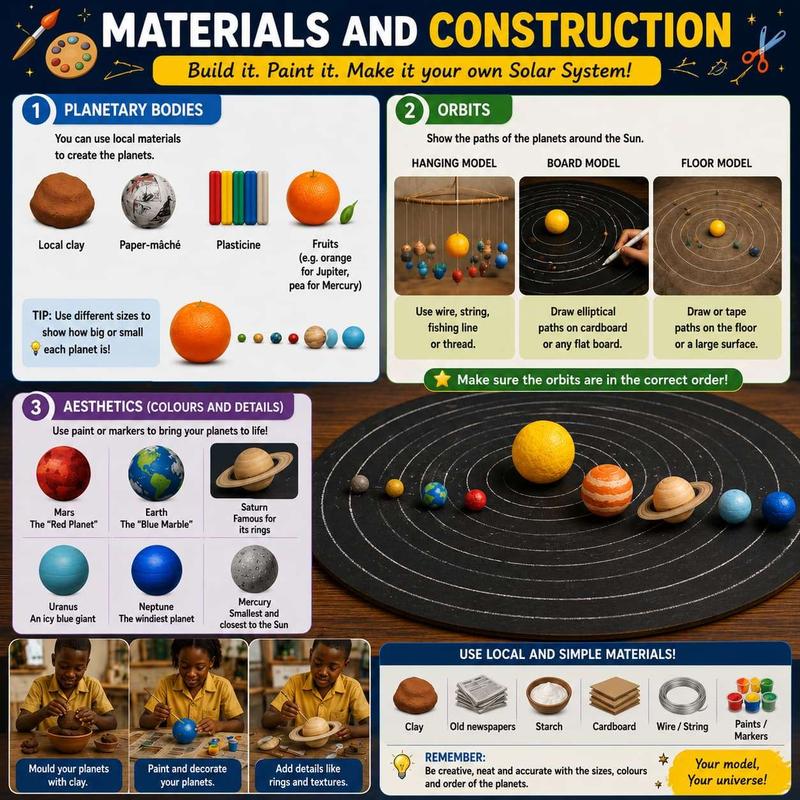 MATERIALS AND CONSTRUCTION
Build it. Paint it. Make it your own Solar System!
1 PLANETARY BODIES
You can use local materials
to create the planets.
Local clay
Paper-mâché
Plasticine
Fruits
(e.g. orange
for Jupiter,
pea for Mercury)
TIP: Use different sizes to
show how big or small
each planet is!
2 ORBITS
Show the paths of the planets around the Sun.
HANGING MODEL
BOARD MODEL
FLOOR MODEL
Use wire, string,
fishing line
or thread.
Draw elliptical
paths on cardboard
or any flat board.
Draw or tape
paths on the floor
or a large surface.
Make sure the orbits are in the correct order!
3 AESTHETICS (COLOURS AND DETAILS)
Use paint or markers to bring your planets to life!
Mars
The "Red Planet"
Earth
The "Blue Marble"
Saturn
Famous for
its rings
Uranus
An icy blue giant
Neptune
The windiest planet
Mercury
Smallest and
closest to the Sun
Mould your planets
with clay.
Paint and decorate
your planets.
Add details like
rings and textures.
USE LOCAL AND SIMPLE MATERIALS!
Clay
Old newspapers
Starch
Cardboard
Wire / String
Paints /
Markers
REMEMBER:
Be creative, neat and accurate with the sizes, colours
and order of the planets.
Your model,
Your universe!